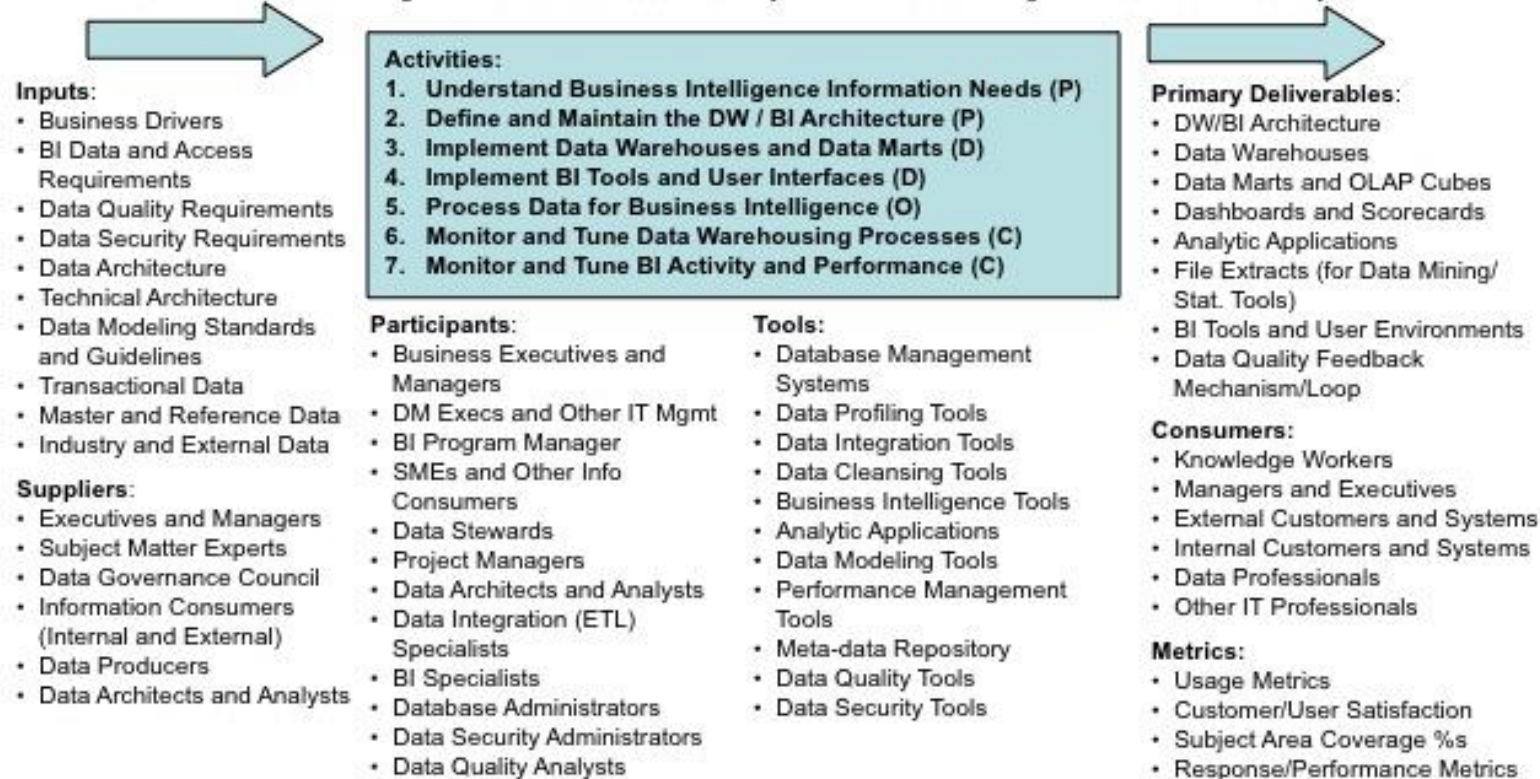 Inputs:
• Business Drivers
• BI Data and Access
Requirements
• Data Quality Requirements
• Data Security Requirements
• Data Architecture
• Technical Architecture
• Data Modeling Standards
and Guidelines
• Transactional Data
• Master and Reference Data
• Industry and External Data
Suppliers:
• Executives and Managers
• Subject Matter Experts
• Data Governance Council
• Information Consumers
(Internal and External)
• Data Producers
• Data Architects and Analysts
Activities:
1. Understand Business Intelligence Information Needs (P)
2. Define and Maintain the DW / BI Architecture (P)
3. Implement Data Warehouses and Data Marts (D)
4. Implement BI Tools and User Interfaces (D)
5. Process Data for Business Intelligence (O)
6. Monitor and Tune Data Warehousing Processes (C)
7. Monitor and Tune BI Activity and Performance (C)
Participants:
• Business Executives and
Managers
• DM Execs and Other IT Mgmt
• BI Program Manager
• SMEs and Other Info
Consumers
• Data Stewards
• Project Managers
• Data Architects and Analysts
• Data Integration (ETL)
Specialists
• BI Specialists
• Database Administrators
• Data Security Administrators
• Data Quality Analysts
Tools:
• Database Management
Systems
• Data Profiling Tools
• Data Integration Tools
• Data Cleansing Tools
• Business Intelligence Tools
• Analytic Applications
• Data Modeling Tools
• Performance Management
Tools
• Meta-data Repository
• Data Quality Tools
• Data Security Tools
Primary Deliverables:
• DW/BI Architecture
• Data Warehouses
• Data Marts and OLAP Cubes
• Dashboards and Scorecards
• Analytic Applications
• File Extracts (for Data Mining/
Stat. Tools)
• BI Tools and User Environments
• Data Quality Feedback
Mechanism/Loop
Consumers:
• Knowledge Workers
• Managers and Executives
• External Customers and Systems
• Internal Customers and Systems
• Data Professionals
• Other IT Professionals
Metrics:
• Usage Metrics
• Customer/User Satisfaction
• Subject Area Coverage %s
• Response/Performance Metrics